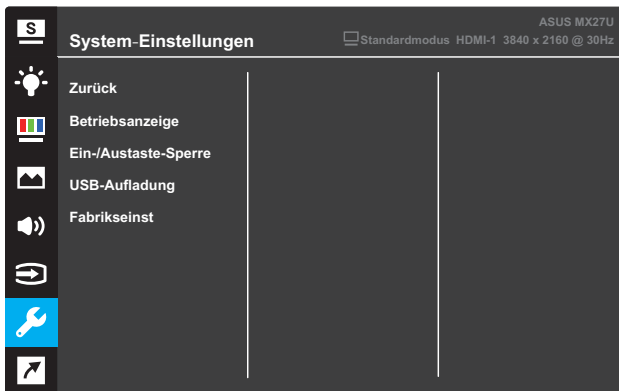 S
ASUS MX27U
System-Einstellungen
Standardmodus HDMI-1 3840 x 2160 @ 30Hz
Zurück
Betriebsanzeige
Ein-/Austaste-Sperre
USB-Aufladung
Fabrikseinst